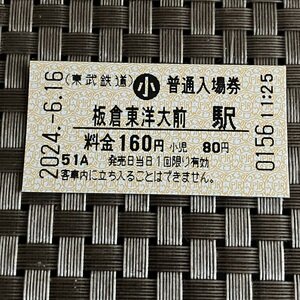 (東武鉄道) 小 普通入場券
板倉東洋大前 駅
料金160円 小児 80円
51A 発売日当日1回限り有効
2客車内に立ち入ることはできません。
2024.-6.16
0156 11:25